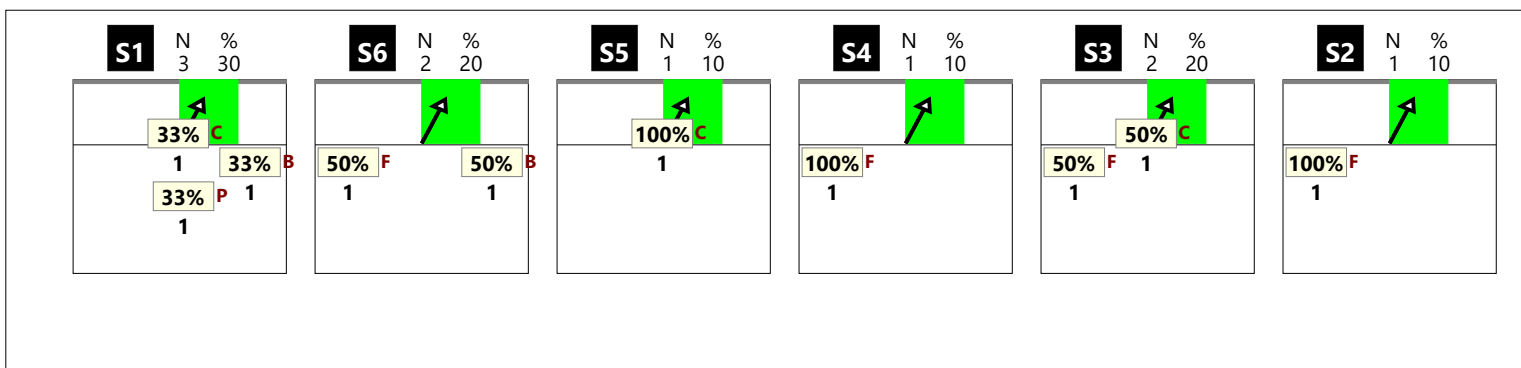 S1 N % S6 N % S5 N % S4 N % S3 N % S2 N %
3 30 2 20 1 10 1 10 2 20 1 10
33% C 100% C 50% C
1 33% B 50% F 50% B 1 100% F 50% F 1 100% F
33% P 1 1 1 1 1 1
1